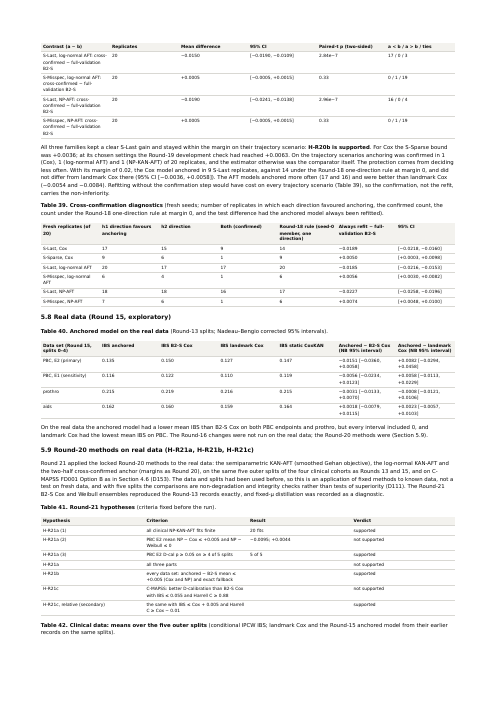 Contrast (a − b) Replicates Mean difference 95% CI Paired-t p (two-sided) a < b / a > b / ties
S-Last, log-normal AFT: cross- 20 −0.0150 [−0.0190, −0.0109] 2.84e−7 17 / 0 / 3
confirmed − full-validation
B2-S
S-Misspec, log-normal AFT: 20 +0.0005 [−0.0005, +0.0015] 0.33 0 / 1 / 19
cross-confirmed − full-
validation B2-S
S-Last, NP-AFT: cross- 20 −0.0190 [−0.0241, −0.0138] 2.96e−7 16 / 0 / 4
confirmed − full-validation
B2-S
S-Misspec, NP-AFT: cross- 20 +0.0005 [−0.0005, +0.0015] 0.33 0 / 1 / 19
confirmed − full-validation
B2-S
All three families kept a clear S-Last gain and stayed within the margin on their trajectory scenario: H-R20b is supported. For Cox the S-Sparse bound
was +0.0036; at its chosen settings the Round-19 development check had reached +0.0063. On the trajectory scenarios anchoring was confirmed in 1
(Cox), 1 (log-normal AFT) and 1 (NP-KAN-AFT) of 20 replicates, and the estimator otherwise was the comparator itself. The protection comes from deciding
less often. With its margin of 0.02, the Cox model anchored in 9 S-Last replicates, against 14 under the Round-18 one-direction rule at margin 0, and did
not differ from landmark Cox there (95% CI [−0.0036, +0.0058]). The AFT models anchored more often (17 and 16) and were better than landmark Cox
(−0.0054 and −0.0084). Refitting without the confirmation step would have cost on every trajectory scenario (Table 39), so the confirmation, not the refit,
carries the non-inferiority.
Table 39. Cross-confirmation diagnostics (fresh seeds; number of replicates in which each direction favoured anchoring, the confirmed count, the
count under the Round-18 one-direction rule at margin 0, and the test difference had the anchored model always been refitted).
Fresh replicates (of h1 direction favours h2 direction Both (confirmed) Round-18 rule (seed-0 Always refit − full- 95% CI
20) anchoring member, one validation B2-S
direction)
S-Last, Cox 17 15 9 14 −0.0189 [−0.0218, −0.0160]
S-Sparse, Cox 9 6 1 9 +0.0050 [+0.0003, +0.0098]
S-Last, log-normal AFT 20 17 17 20 −0.0185 [−0.0216, −0.0153]
S-Misspec, log-normal 6 4 1 6 +0.0056 [+0.0030, +0.0082]
AFT
S-Last, NP-AFT 18 18 16 17 −0.0227 [−0.0258, −0.0196]
S-Misspec, NP-AFT 7 6 1 6 +0.0074 [+0.0048, +0.0100]
5.8 Real data (Round 15, exploratory)
Table 40. Anchored model on the real data (Round-13 splits; Nadeau-Bengio corrected 95% intervals).
Data set (Round 15, IBS anchored IBS B2-S Cox IBS landmark Cox IBS static CoxKAN Anchored − B2-S Cox Anchored − landmark
splits 0-4) (NB 95% interval) Cox (NB 95% interval)
PBC, E2 (primary) 0.135 0.150 0.127 0.147 −0.0151 [−0.0360, +0.0082 [−0.0294,
+0.0058] +0.0458]
PBC, E1 (sensitivity) 0.116 0.122 0.110 0.119 −0.0056 [−0.0234, +0.0058 [−0.0113,
+0.0123] +0.0229]
prothro 0.215 0.219 0.216 0.215 −0.0031 [−0.0133, −0.0008 [−0.0121,
+0.0070] +0.0106]
aids 0.162 0.160 0.159 0.164 +0.0018 [−0.0079, +0.0023 [−0.0057,
+0.0115] +0.0103]
On the real data the anchored model had a lower mean IBS than B2-S Cox on both PBC endpoints and prothro, but every interval included 0, and
landmark Cox had the lowest mean IBS on PBC. The Round-16 changes were not run on the real data; the Round-20 methods were (Section 5.9).
5.9 Round-20 methods on real data (H-R21a, H-R21b, H-R21c)
Round 21 applied the locked Round-20 methods to the real data: the semiparametric KAN-AFT (smoothed Gehan objective), the log-normal KAN-AFT and
the two-half cross-confirmed anchor (margins as Round 20), on the same five outer splits of the four clinical cohorts as Rounds 13 and 15, and on C-
MAPSS FD001 Option B as in Section 4.6 (D153). The data and splits had been used before, so this is an application of fixed methods to known data, not
a test on fresh data, and with five splits the comparisons are non-degradation and integrity checks rather than tests of superiority (D111). The Round-21
B2-S Cox and Weibull ensembles reproduced the Round-13 records exactly, and fixed-μ distillation was recorded as a diagnostic.
Table 41. Round-21 hypotheses (criteria fixed before the run).
Hypothesis Criterion Result Verdict
H-R21a (1) all clinical NP-KAN-AFT fits finite 20 fits supported
H-R21a (2) PBC E2 mean NP − Cox ≤ +0.005 and NP − −0.0095; +0.0044 not supported
Weibull ≤ 0
H-R21a (3) PBC E2 D-cal p ≥ 0.05 on ≥ 4 of 5 splits 5 of 5 supported
H-R21a all three parts not supported
H-R21b every data set: anchored − B2-S mean ≤ supported
+0.005 (Cox and NP) and exact fallback
H-R21c C-MAPSS: better D-calibration than B2-S Cox not supported
with IBS ≤ 0.055 and Harrell C ≥ 0.88
H-R21c, relative (secondary) the same with IBS ≤ Cox + 0.005 and Harrell supported
C ≥ Cox − 0.01
Table 42. Clinical data: means over the five outer splits (conditional IPCW IBS; landmark Cox and the Round-15 anchored model from their earlier
records on the same splits).